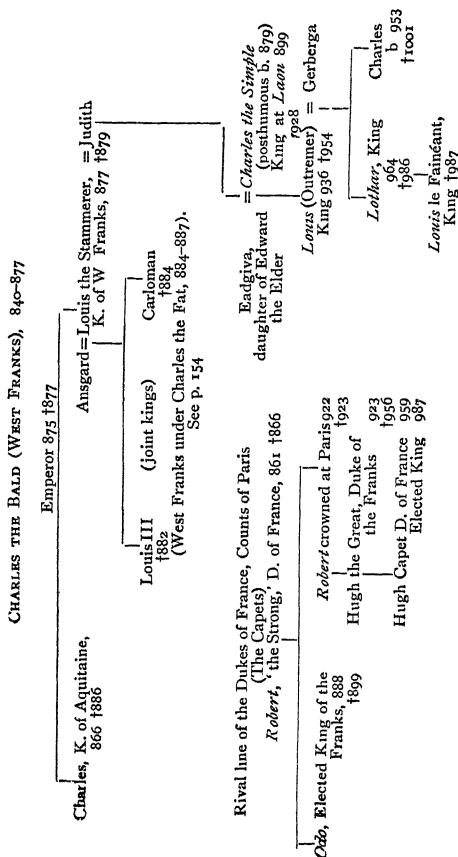 CHARLES THE BALD (WEST FRANKS), 840–877
Emperor 875 †877
Charles, K. of Aquitaine,
866 †886
Ansgard = Louis the Stammerer, = Judith
K. of W Franks, 877 †879
Louis III
†882
(joint kings)
Carloman
†884
(West Franks under Charles the Fat, 884–887).
See p. 154
Eadgiva,
daughter of Edward
the Elder
= Charles the Simple
(posthumous b. 879)
King at Laon 899
†928
Louis (Outremer) = Gerberga
King 936 †954
Lothar, King
964
†986
Charles
b 953
†1001
Louis le Fainéant,
King †987
Rival line of the Dukes of France, Counts of Paris
(The Capets)
Robert, 'the Strong,' D. of France, 861 †866
Odo, Elected King of the
Franks, 888
†899
Robert crowned at Paris 922
†923
Hugh the Great, Duke of 923
the Franks †956
Hugh Capet D. of France 959
Elected King 987